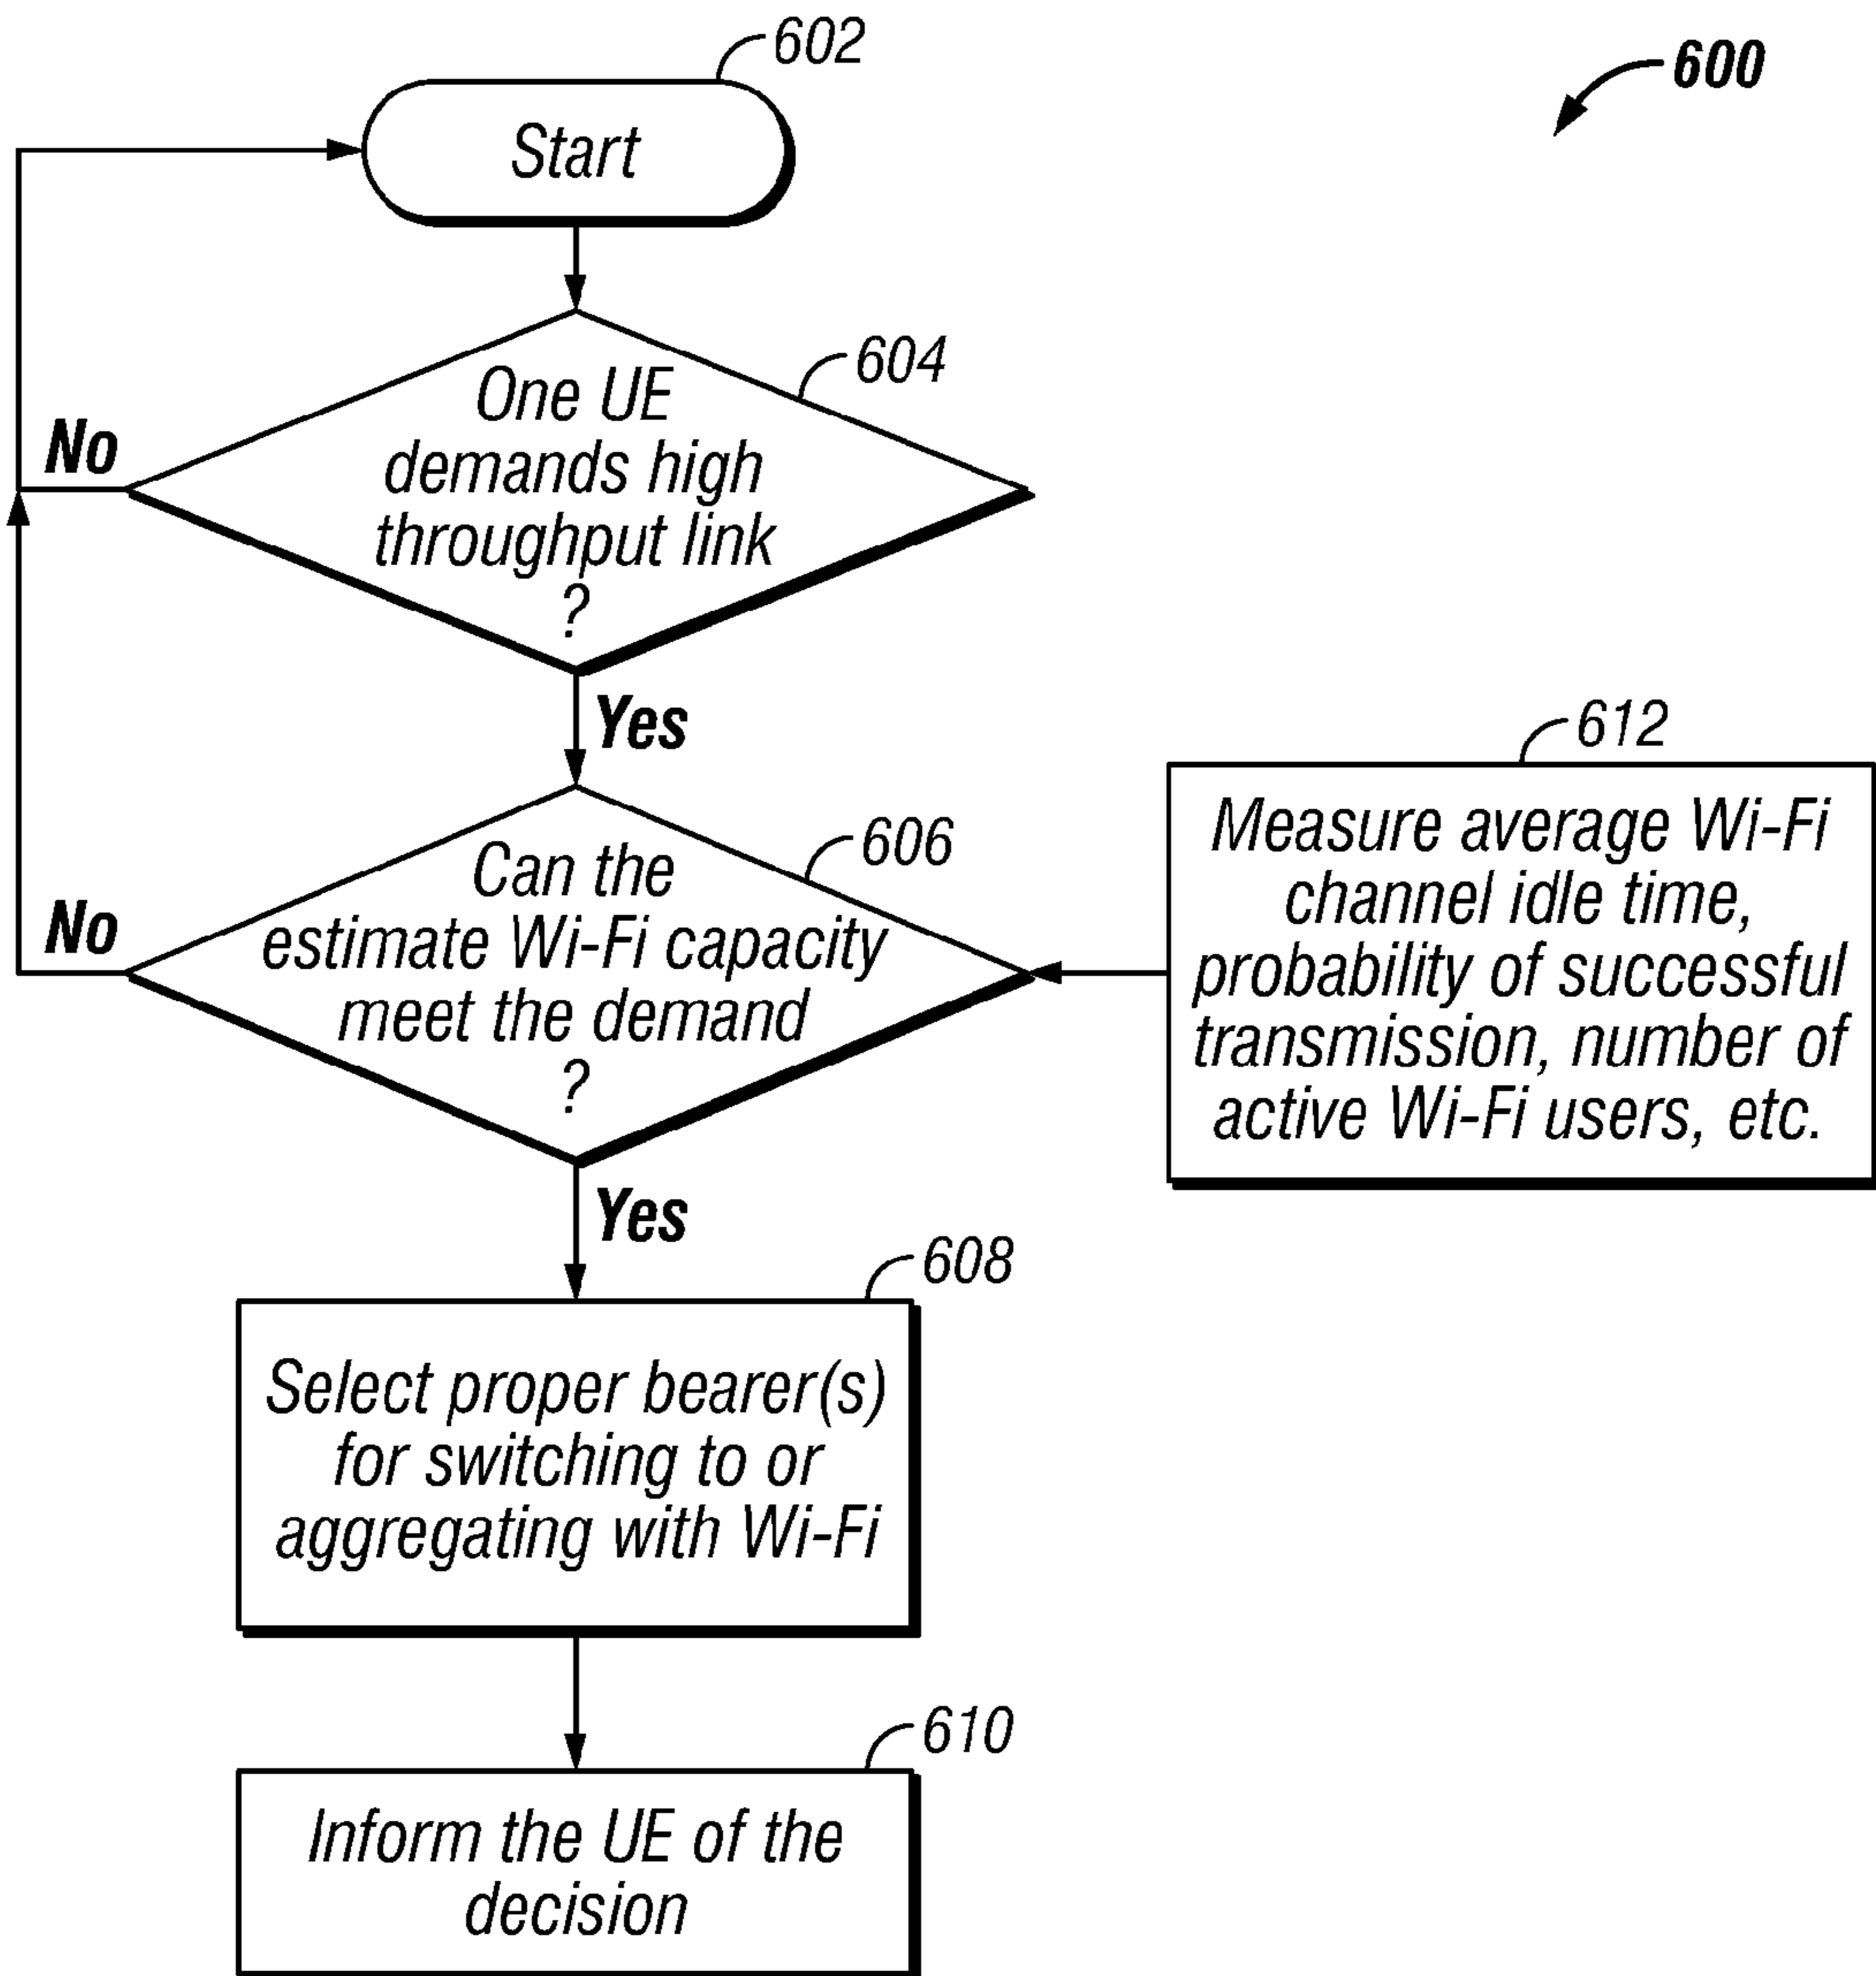 602
600
Start
604
One UE
demands high
throughput link
?
No
Yes
612
Measure average Wi-Fi
channel idle time,
probability of successful
transmission, number of
active Wi-Fi users, etc.
606
Can the
estimate Wi-Fi capacity
meet the demand
?
No
Yes
608
Select proper bearer(s)
for switching to or
aggregating with Wi-Fi
610
Inform the UE of the
decision